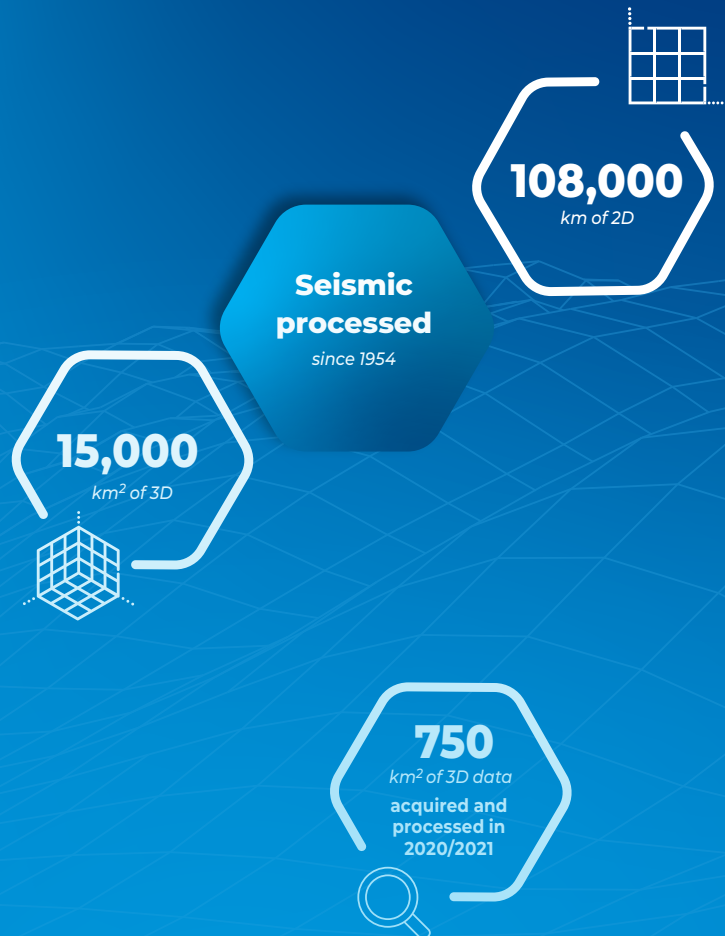 108,000
km of 2D
Seismic
processed
since 1954
15,000
km² of 3D
750
km² of 3D data
acquired and
processed in
2020/2021